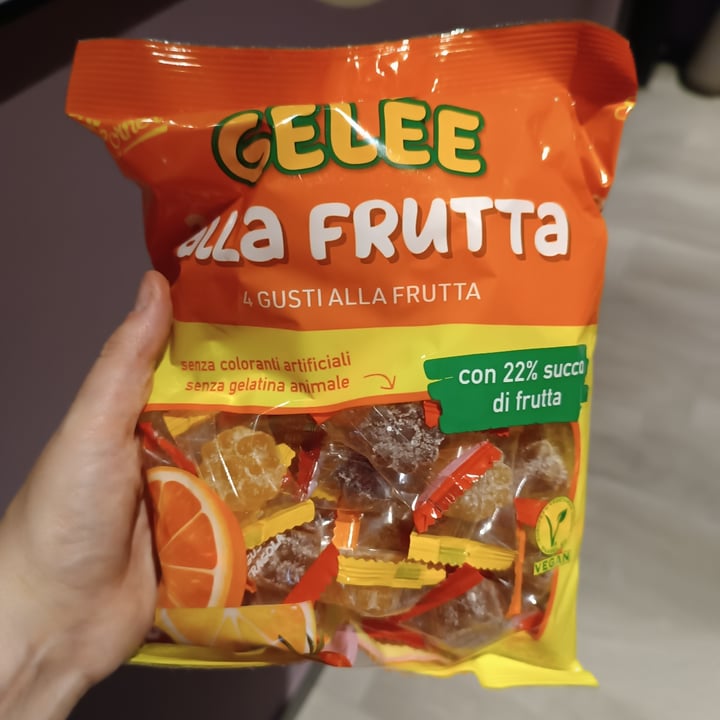 GELEE
alla FRUTTa
4 GUSTI ALLA FRUTTA
senza coloranti artificiali
senza gelatina animale
con 22% succo
di frutta
VEGAN